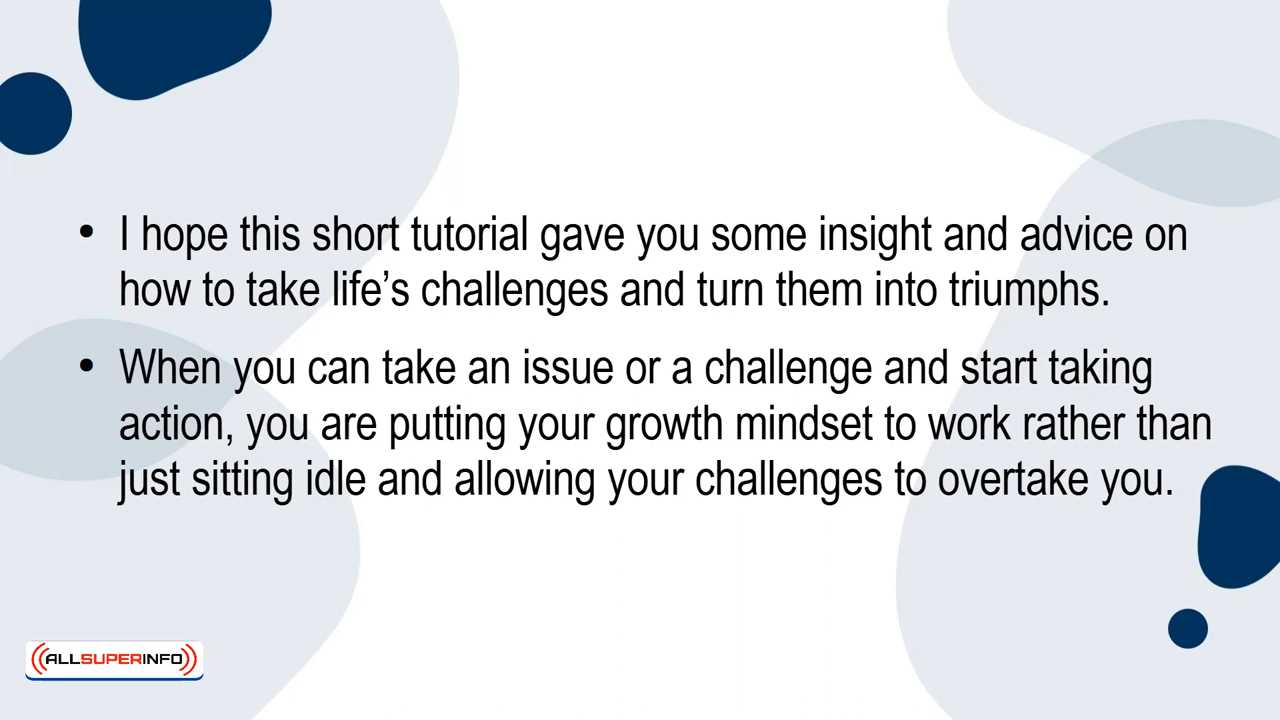 • I hope this short tutorial gave you some insight and advice on
how to take life’s challenges and turn them into triumphs.
• When you can take an issue or a challenge and start taking
action, you are putting your growth mindset to work rather than
just sitting idle and allowing your challenges to overtake you.
ALLSUPERINFO